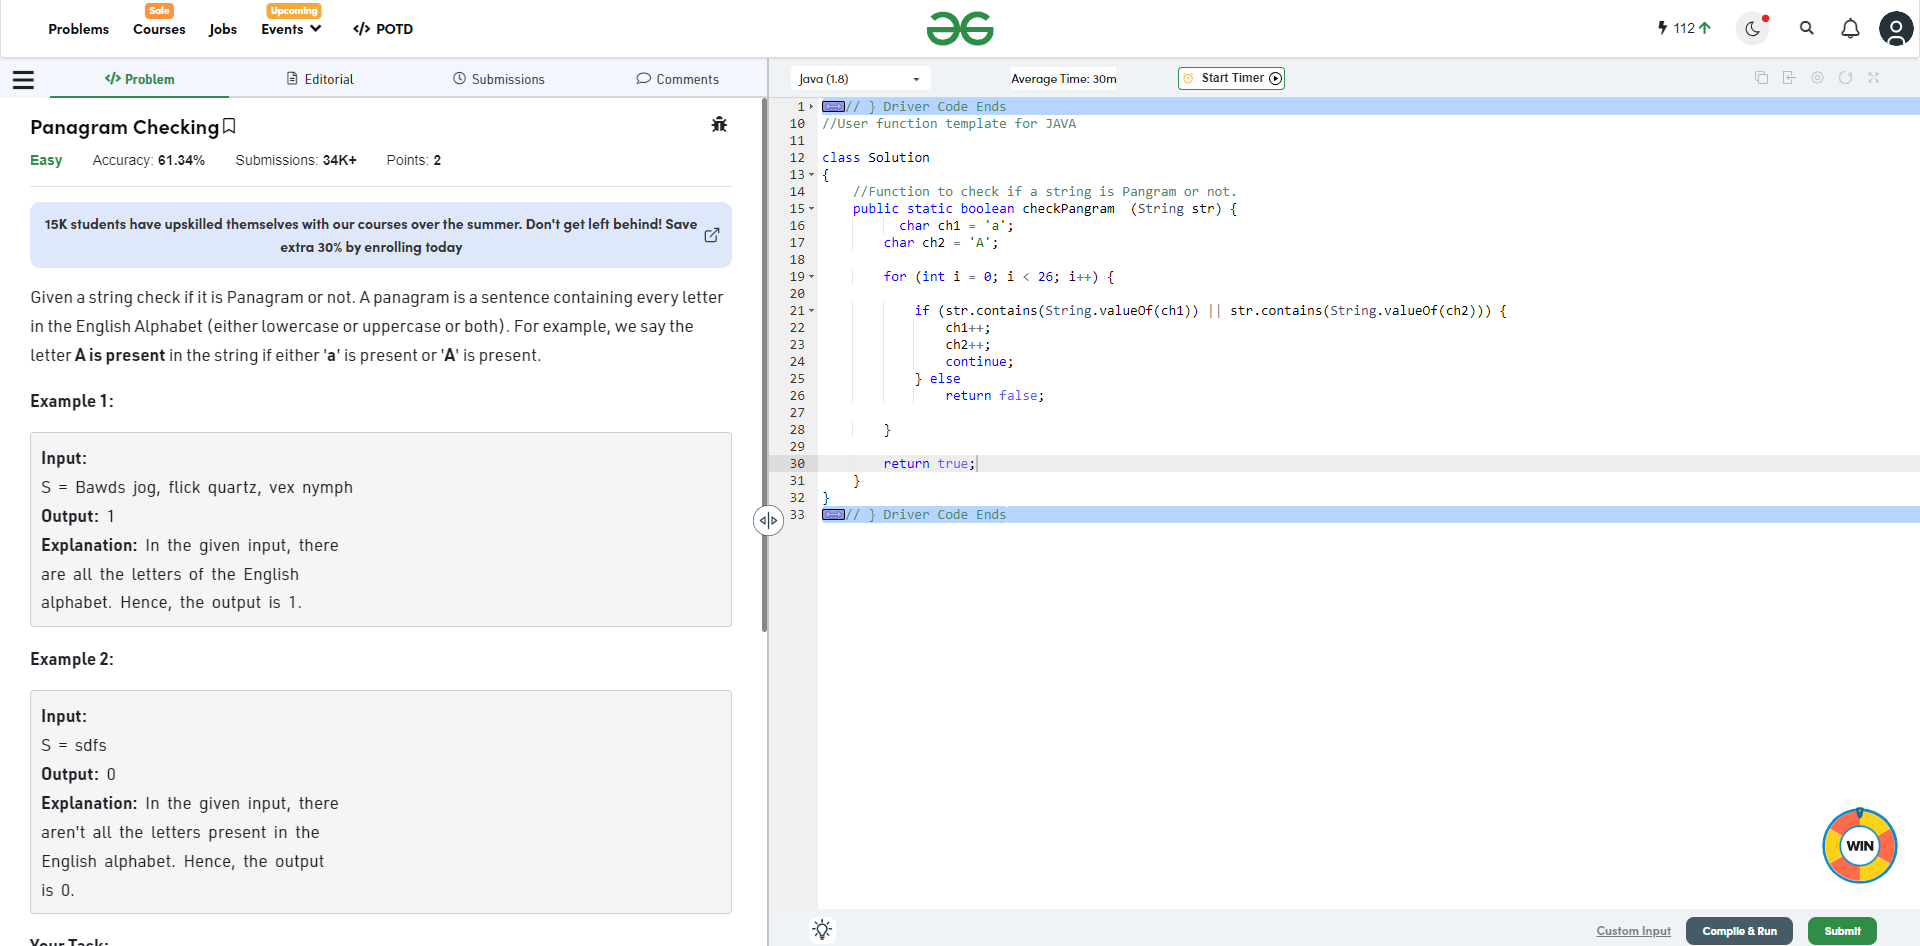 Sale
Upcoming
Problems
Courses
Jobs
Events
</> POTD
112
</> Problem
Editorial
Submissions
Comments
Java (1.8)
Average Time: 30m
Start Timer
Panagram Checking
Easy
Accuracy: 61.34%
Submissions: 34K+
Points: 2
15K students have upskilled themselves with our courses over the summer. Don't get left behind! Save
extra 30% by enrolling today
Given a string check if it is Panagram or not. A panagram is a sentence containing every letter
in the English Alphabet (either lowercase or uppercase or both). For example, we say the
letter A is present in the string if either 'a' is present or 'A' is present.
Example 1:
Input:
S = Bawds jog, flick quartz, vex nymph
Output: 1
Explanation: In the given input, there
are all the letters of the English
alphabet. Hence, the output is 1.
Example 2:
Input:
S = sdfs
Output: 0
Explanation: In the given input, there
aren't all the letters present in the
English alphabet. Hence, the output
is 0.
Your Task:
1 // } Driver Code Ends
10 //User function template for JAVA
11
12 class Solution
13 {
14 //Function to check if a string is Pangram or not.
15 public static boolean checkPangram  (String str) {
16 char ch1 = 'a';
17 char ch2 = 'A';
18
19 for (int i = 0; i < 26; i++) {
20
21 if (str.contains(String.valueOf(ch1)) || str.contains(String.valueOf(ch2))) {
22 ch1++;
23 ch2++;
24 continue;
25 } else
26 return false;
27
28 }
29
30 return true;
31 }
32 }
33 // } Driver Code Ends
WIN
Custom Input
Compile & Run
Submit